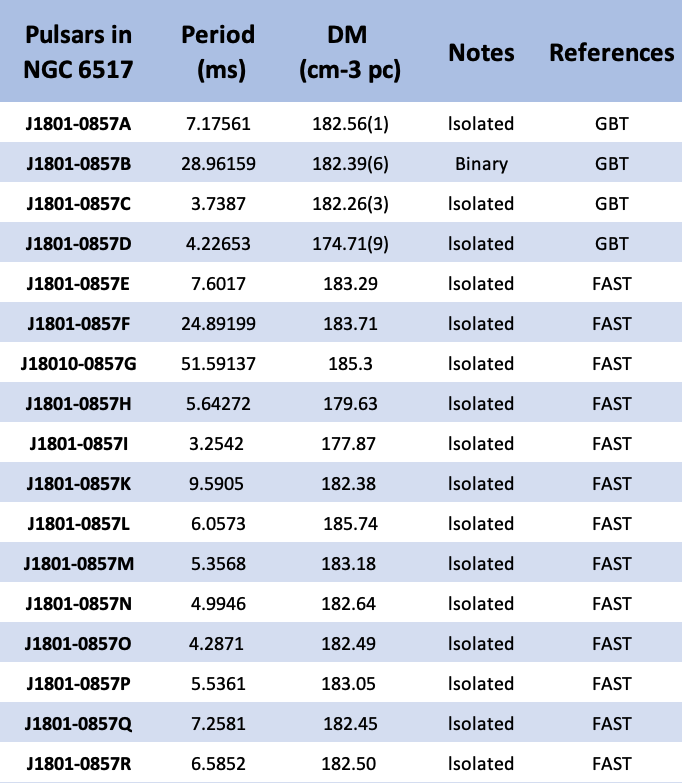 Pulsars in NGC 6517 Period (ms) DM (cm-3 pc) Notes References
J1801-0857A 7.17561 182.56(1) Isolated GBT
J1801-0857B 28.96159 182.39(6) Binary GBT
J1801-0857C 3.7387 182.26(3) Isolated GBT
J1801-0857D 4.22653 174.71(9) Isolated GBT
J1801-0857E 7.6017 183.29 Isolated FAST
J1801-0857F 24.89199 183.71 Isolated FAST
J18010-0857G 51.59137 185.3 Isolated FAST
J1801-0857H 5.64272 179.63 Isolated FAST
J1801-0857I 3.2542 177.87 Isolated FAST
J1801-0857K 9.5905 182.38 Isolated FAST
J1801-0857L 6.0573 185.74 Isolated FAST
J1801-0857M 5.3568 183.18 Isolated FAST
J1801-0857N 4.9946 182.64 Isolated FAST
J1801-0857O 4.2871 182.49 Isolated FAST
J1801-0857P 5.5361 183.05 Isolated FAST
J1801-0857Q 7.2581 182.45 Isolated FAST
J1801-0857R 6.5852 182.50 Isolated FAST